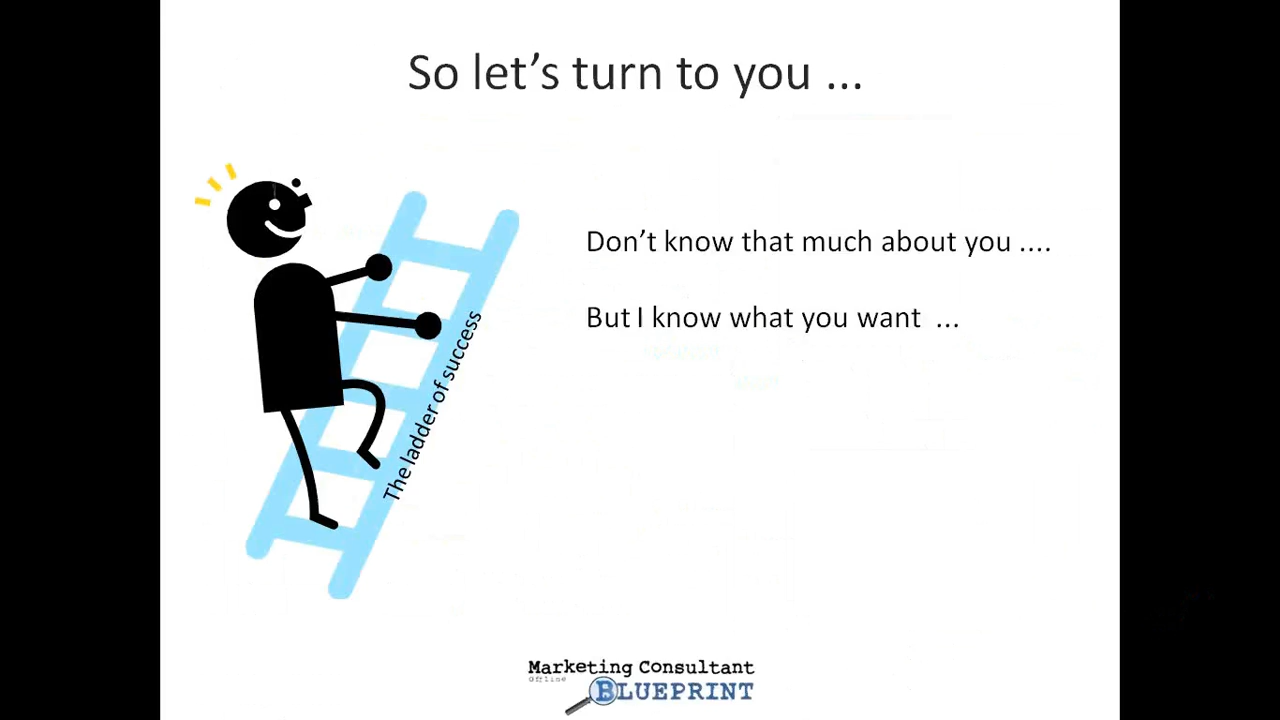 So let’s turn to you ...
Don’t know that much about you ....
But I know what you want ...
The ladder of success
Marketing Consultant
Offline
BLUEPRINT